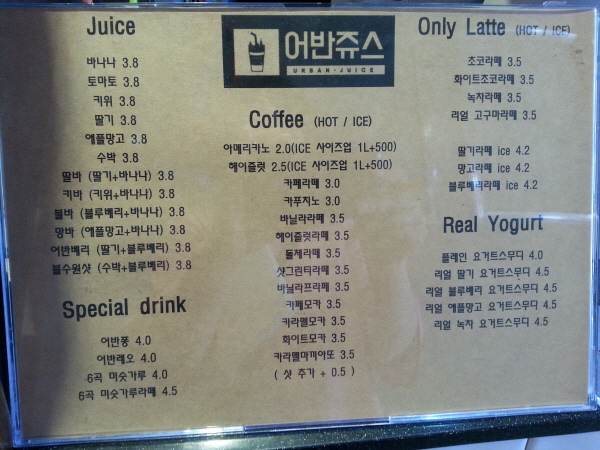 Juice
바나나 3.8
토마토 3.8
키위 3.8
딸기 3.8
애플망고 3.8
수박 3.8
딸바 (딸기+바나나) 3.8
키바 (키위+바나나) 3.8
블바 (블루베리+바나나) 3.8
망바 (애플망고+바나나) 3.8
어반베리 (딸기+블루베리) 3.8
블수원샷 (수박+블루베리) 3.8
Special drink
어반퐁 4.0
어반레오 4.0
6곡 미숫가루 4.0
6곡 미숫가루라떼 4.5
어반쥬스
URBAN-JUICE
Coffee (HOT / ICE)
아메리카노 2.0(ICE 사이즈업 1L+500)
헤이즐럿 2.5(ICE 사이즈업 1L+500)
카페라떼 3.0
카푸치노 3.0
바닐라라떼 3.5
헤이즐럿라떼 3.5
돌체라떼 3.5
샷그린티라떼 3.5
바닐라프라떼 3.5
카페모카 3.5
카라멜모카 3.5
화이트모카 3.5
카라멜마끼아또 3.5
( 샷 추가 + 0.5 )
Only Latte (HOT / ICE)
초코라떼 3.5
화이트초코라떼 3.5
녹차라떼 3.5
리얼 고구마라떼 3.5
딸기라떼 ice 4.2
망고라떼 ice 4.2
블루베리라떼 ice 4.2
Real Yogurt
플레인 요거트스무디 4.0
리얼 딸기 요거트스무디 4.5
리얼 블루베리 요거트스무디 4.5
리얼 애플망고 요거트스무디 4.5
리얼 녹차 요거트스무디 4.5